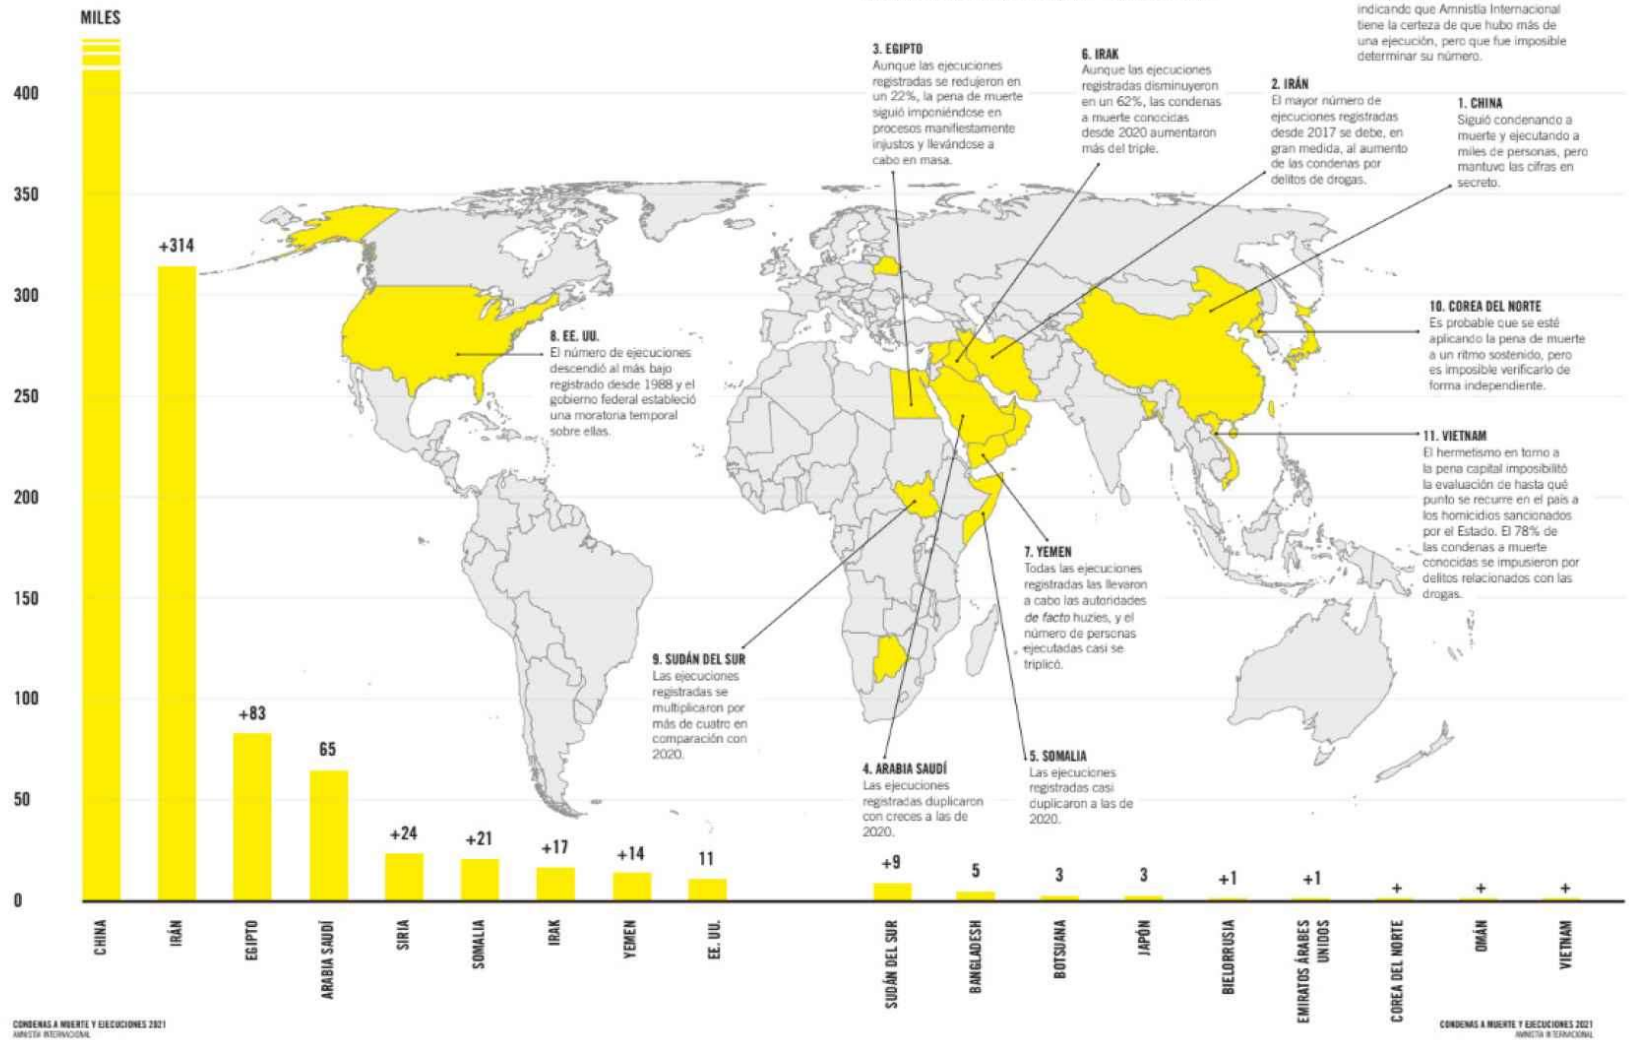 MILES
400
350
300
250
200
150
100
50
0
+314
+83
65
+24
+21
+17
+14
11
+9
5
3
3
+1
+1
+
+
+
CHINA
IRÁN
EGIPTO
ARABIA SAUDÍ
SIRIA
SOMALIA
IRAK
YEMEN
EE. UU.
SUDÁN DEL SUR
BANGLADESH
BOTSUANA
JAPÓN
BIELORRUSIA
EMIRATOS ÁRABES
UNIDOS
COREA DEL NORTE
OMÁN
VIETNAM
indicando que Amnistía Internacional
tiene la certeza de que hubo más de
una ejecución, pero que fue imposible
determinar su número.
3. EGIPTO
Aunque las ejecuciones
registradas se redujeron en
un 22%, la pena de muerte
siguió imponiéndose en
procesos manifiestamente
injustos y llevándose a
cabo en masa.
6. IRAK
Aunque las ejecuciones
registradas disminuyeron
en un 62%, las condenas
a muerte conocidas
desde 2020 aumentaron
más del triple.
2. IRÁN
El mayor número de
ejecuciones registradas
desde 2017 se debe, en
gran medida, al aumento
de las condenas por
delitos de drogas.
1. CHINA
Siguió condenando a
muerte y ejecutando a
miles de personas, pero
mantuvo las cifras en
secreto.
8. EE. UU.
El número de ejecuciones
descendió al más bajo
registrado desde 1988 y el
gobierno federal estableció
una moratoria temporal
sobre ellas.
10. COREA DEL NORTE
Es probable que se esté
aplicando la pena de muerte
a un ritmo sostenido, pero
es imposible verificarlo de
forma independiente.
11. VIETNAM
El hermetismo en torno a
la pena capital imposibilitó
la evaluación de hasta qué
punto se recurre en el país a
los homicidios sancionados
por el Estado. El 78% de
las condenas a muerte
conocidas se impusieron por
delitos relacionados con las
drogas.
7. YEMEN
Todas las ejecuciones
registradas las llevaron
a cabo las autoridades
de facto huzíes, y el
número de personas
ejecutadas casi se
triplicó.
9. SUDÁN DEL SUR
Las ejecuciones
registradas se
multiplicaron por
más de cuatro en
comparación con
2020.
4. ARABIA SAUDÍ
Las ejecuciones
registradas duplicaron
con creces a las de
2020.
5. SOMALIA
Las ejecuciones
registradas casi
duplicaron a las de
2020.
CONDENAS A MUERTE Y EJECUCIONES 2021
AMNISTÍA INTERNACIONAL
CONDENAS A MUERTE Y EJECUCIONES 2021
AMNISTÍA INTERNACIONAL